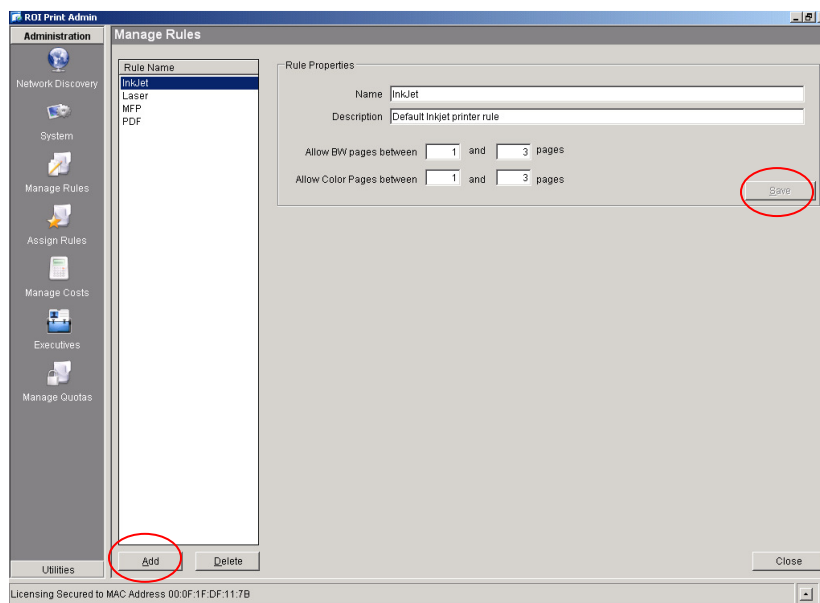 ROI Print Admin
Administration
Network Discovery
System
Manage Rules
Assign Rules
Manage Costs
Executives
Manage Quotas
Utilities
Manage Rules
Rule Name
InkJet
Laser
MFP
PDF
Add Delete
Rule Properties
Name InkJet
Description Default Inkjet printer rule
Allow BW pages between 1 and 3 pages
Allow Color Pages between 1 and 3 pages
Save
Close
Licensing Secured to MAC Address 00:0F:1F:DF:11:7B